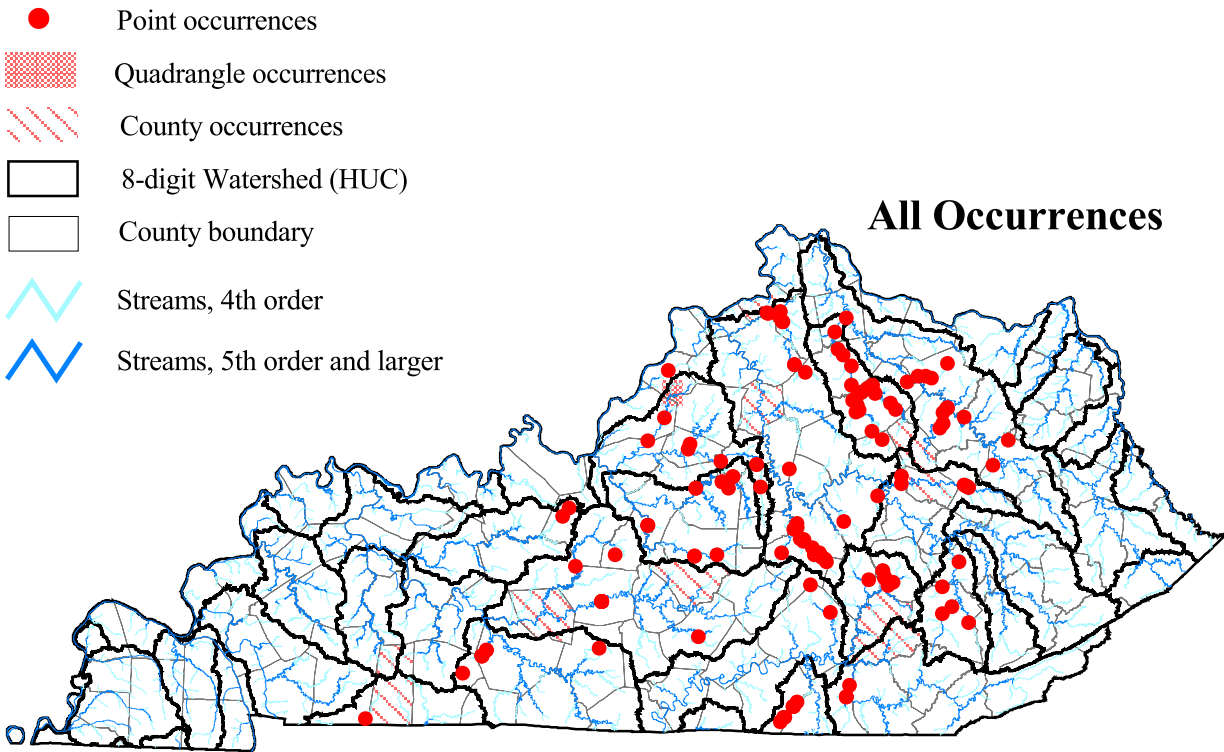 Point occurrences
Quadrangle occurrences
County occurrences
8-digit Watershed (HUC)
County boundary
All Occurrences
Streams, 4th order
Streams, 5th order and larger